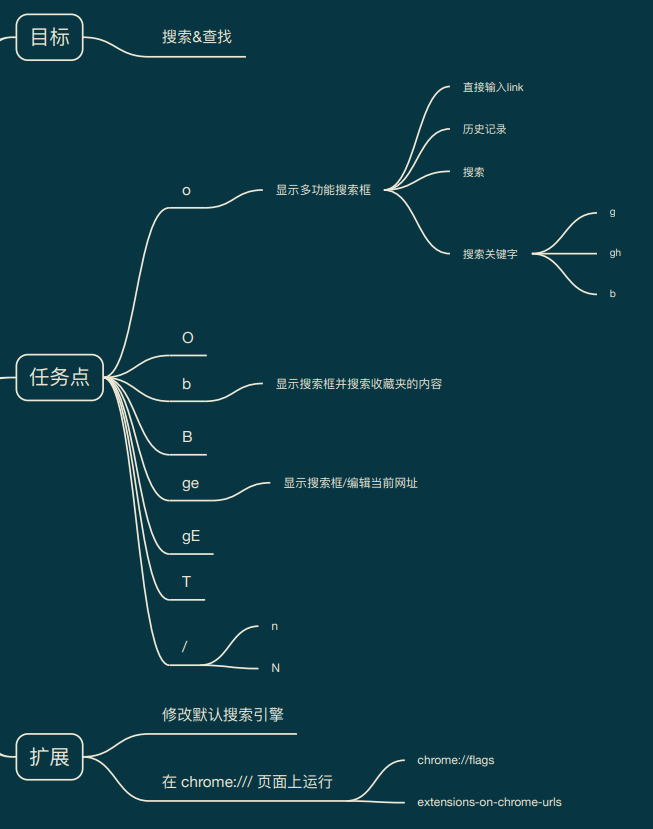 目标
搜索&查找
任务点
o
显示多功能搜索框
直接输入link
历史记录
搜索
搜索关键字
g
gh
b
O
b
显示搜索框并搜索收藏夹的内容
B
ge
显示搜索框/编辑当前网址
gE
T
/
n
N
扩展
修改默认搜索引擎
在 chrome:/// 页面上运行
chrome://flags
extensions-on-chrome-urls